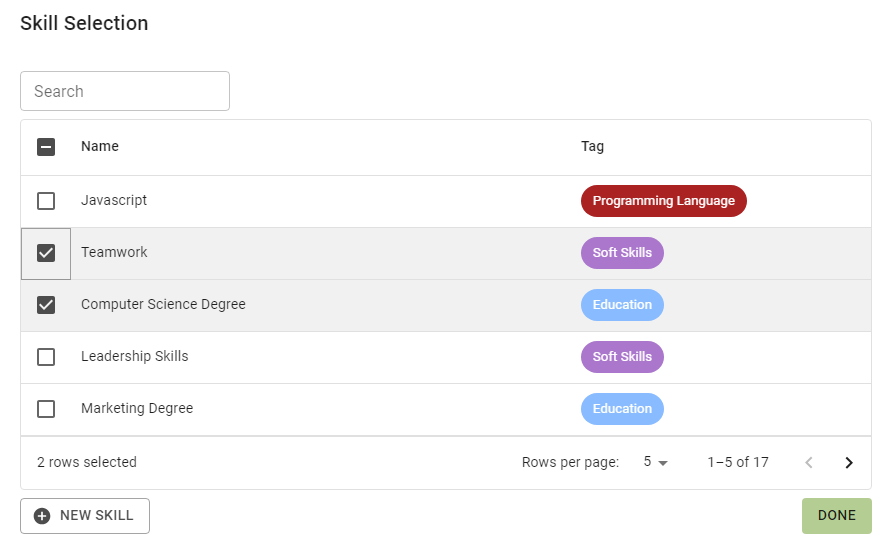 Skill Selection
Search
Name Tag
Javascript Programming Language
Teamwork Soft Skills
Computer Science Degree Education
Leadership Skills Soft Skills
Marketing Degree Education
2 rows selected Rows per page: 5 1–5 of 17
NEW SKILL DONE